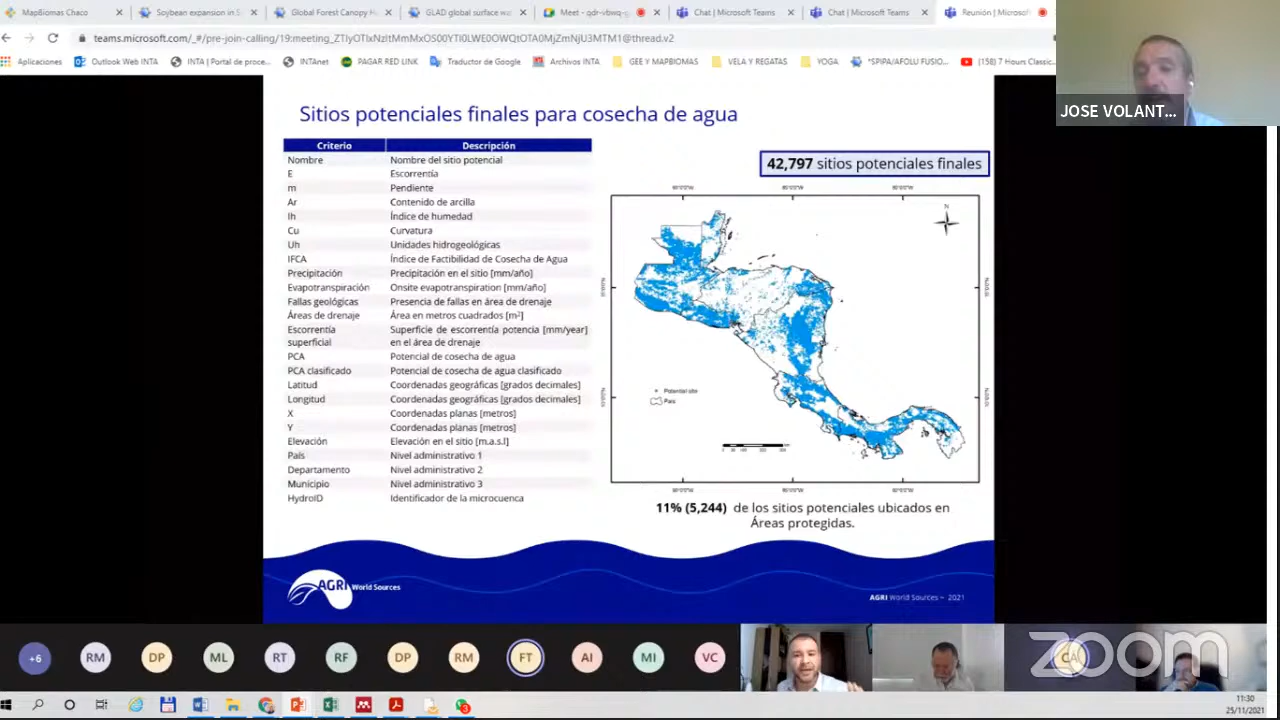 MapBiomas Chaco
Soybean expansion in S
Global Forest Canopy H
GLAD global surface wa
Meet - qdr-vbwq-g
Chat | Microsoft Teams
Chat | Microsoft Teams
Reunión | Microsof
teams.microsoft.com/_#/pre-join-calling/19:meeting_ZTIyOTIxNzItMmMxOS00YTI0LWE0OWQtOTA0MjZmNjU3MTM1@thread.v2
Aplicaciones
Outlook Web INTA
INTA | Portal de proce...
INTAnet
PAGAR RED LINK
Traductor de Google
Archivos INTA
GEE Y MAPBIOMAS
VELA Y REGATAS
YOGA
*SPIPA/AFOLU FUSIO...
(158) 7 Hours Classic...
JOSE VOLANT...
Sitios potenciales finales para cosecha de agua
Criterio Descripción
Nombre Nombre del sitio potencial
E Escorrentía
m Pendiente
Ar Contenido de arcilla
Ih Índice de humedad
Cu Curvatura
Uh Unidades hidrogeológicas
IFCA Índice de Factibilidad de Cosecha de Agua
Precipitación Precipitación en el sitio [mm/año]
Evapotranspiración Onsite evapotranspiration [mm/año]
Fallas geológicas Presencia de fallas en área de drenaje
Áreas de drenaje Área en metros cuadrados [m²]
Escorrentía Superficie de escorrentía potencia [mm/year]
superficial en el área de drenaje
PCA Potencial de cosecha de agua
PCA clasificado Potencial de cosecha de agua clasificado
Latitud Coordenadas geográficas [grados decimales]
Longitud Coordenadas geográficas [grados decimales]
X Coordenadas planas [metros]
Y Coordenadas planas [metros]
Elevación Elevación en el sitio [m.a.s.l]
País Nivel administrativo 1
Departamento Nivel administrativo 2
Municipio Nivel administrativo 3
HydroID Identificador de la microcuenca
42,797 sitios potenciales finales
N
Potential site
País
11% (5,244) de los sitios potenciales ubicados en
Áreas protegidas.
AGRI World Sources
AGRI World Sources – 2021
+6
RM
DP
ML
RT
RF
DP
RM
FT
AI
MI
VC
CA
zoom
11:30
25/11/2021